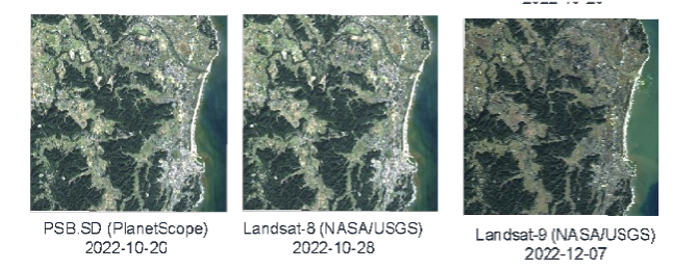 PSB.SD (PlanetScope)
2022-10-20
Landsat-8 (NASA/USGS)
2022-10-28
Landsat-9 (NASA/USGS)
2022-12-07